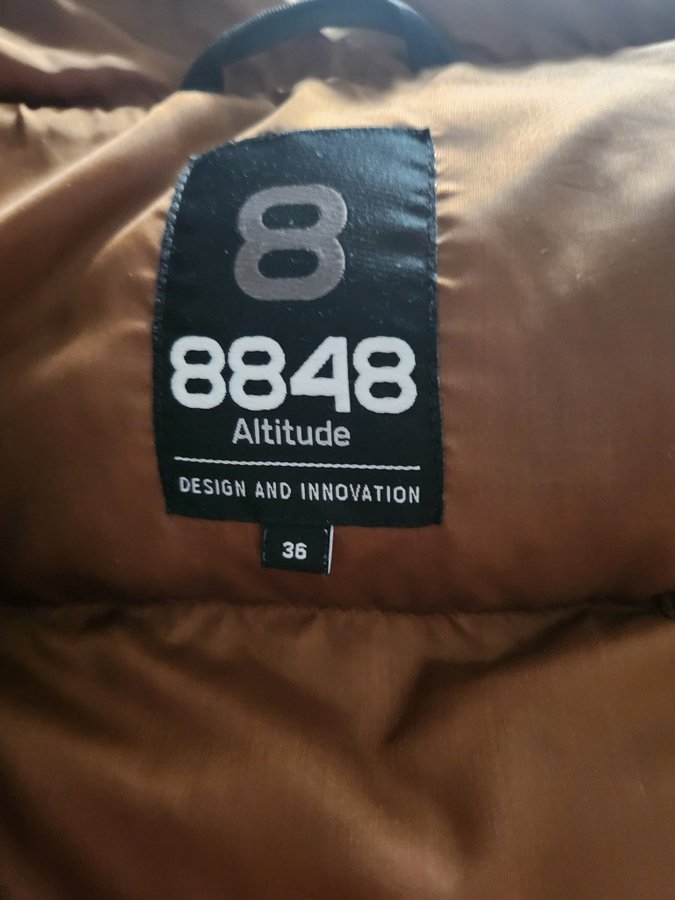 8
8848
Altitude
DESIGN AND INNOVATION
36